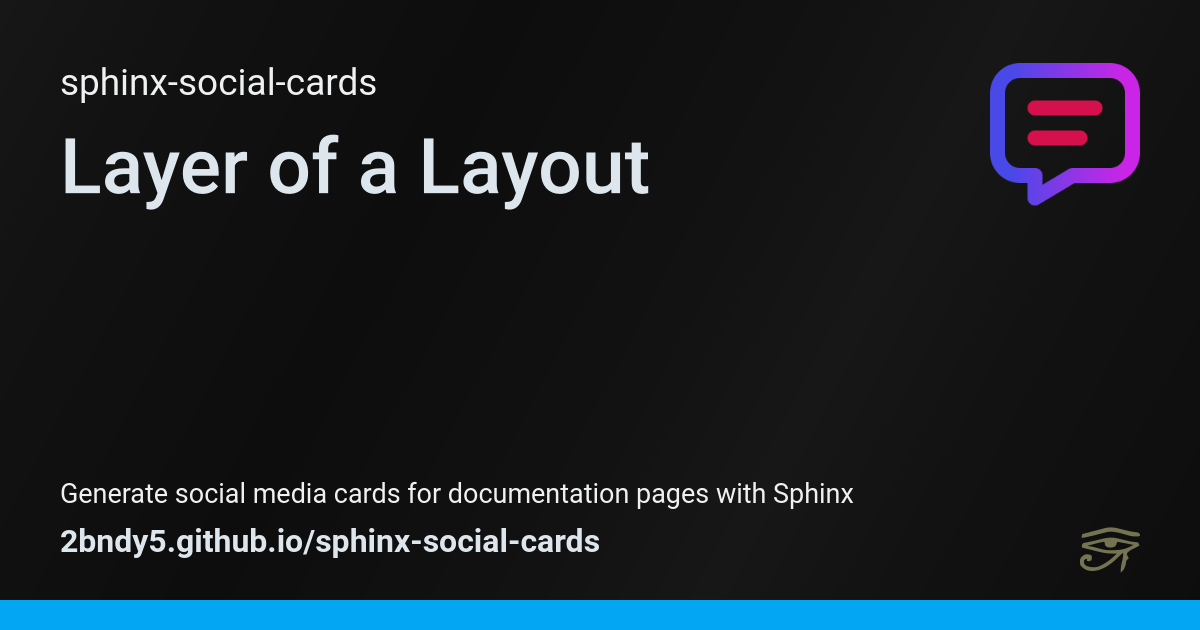 sphinx-social-cards
Layer of a Layout
Generate social media cards for documentation pages with Sphinx
2bndy5.github.io/sphinx-social-cards